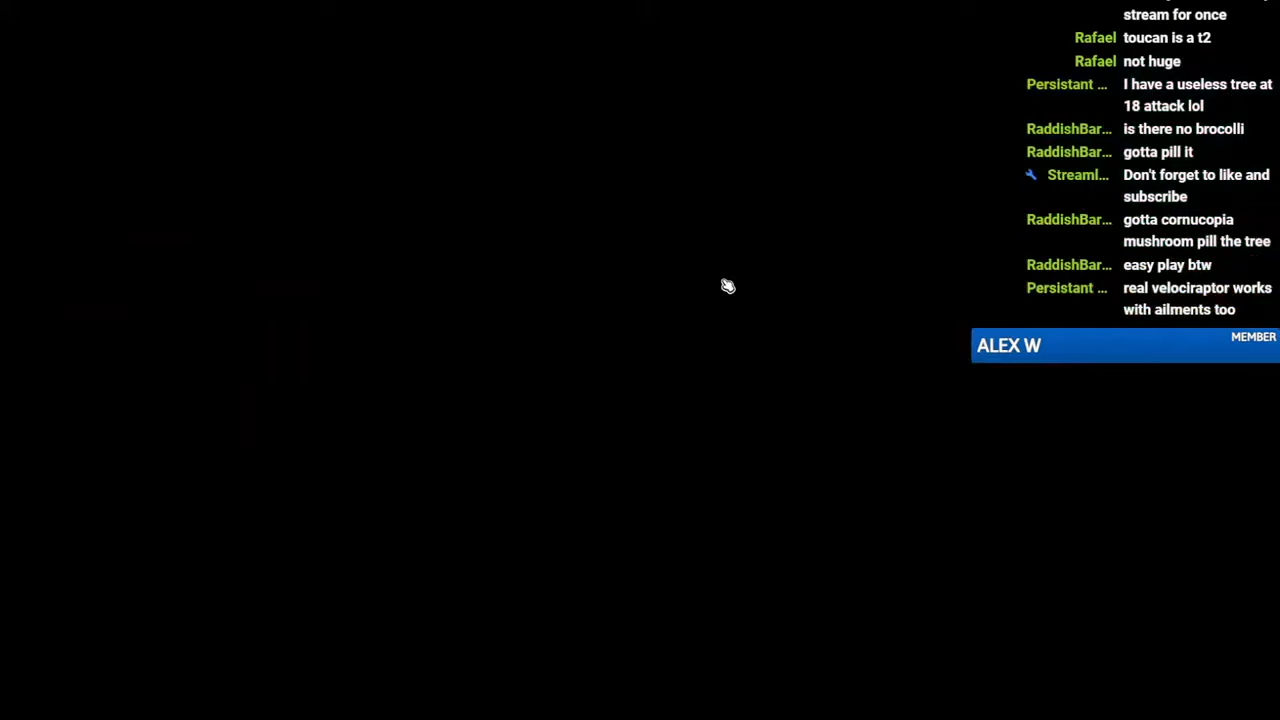 stream for once
Rafael toucan is a t2
Rafael not huge
Persistant ... I have a useless tree at
18 attack lol
RaddishBar... is there no brocolli
RaddishBar... gotta pill it
Streaml... Don't forget to like and
subscribe
RaddishBar... gotta cornucopia
mushroom pill the tree
RaddishBar... easy play btw
Persistant ... real velociraptor works
with ailments too
ALEX W MEMBER